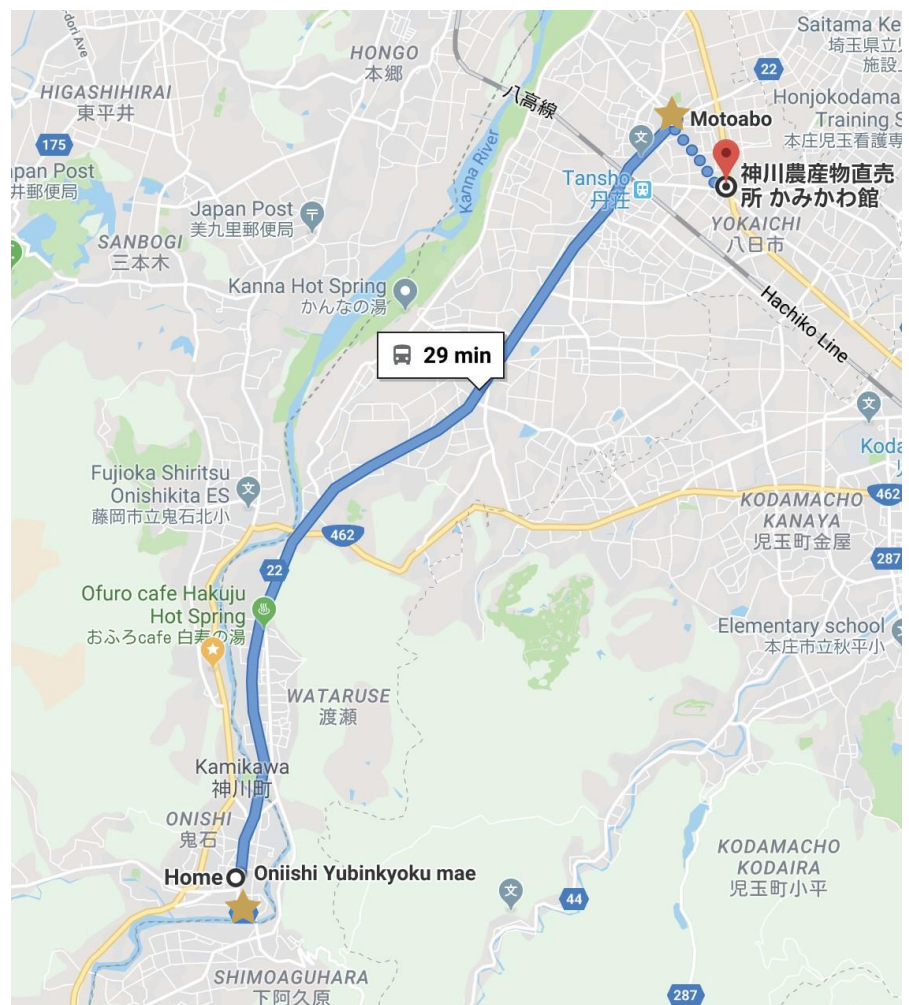 Saitama Ke
埼玉県立
施設
HONGO
本郷
22
dori Ave
HIGASHIHIRAI
東平井
八高線
Honjokodama
Training S
本庄児玉看護専
Motoabo
175
apan Post
井郵便局
Kanna River
Tansho
丹荘
神川農産物直売
所 かみかわ館
Japan Post
美九里郵便局
YOKAICHI
八日市
SANBOGI
三本木
Kanna Hot Spring
かんなの湯
Hachiko Line
29 min
文
Koda
Fujioka Shiritsu
Onishikita ES
藤岡市立鬼石北小
462
KODAMACHO
KANAYA
児玉町金屋
462
287
22
Ofuro cafe Hakuju
Hot Spring
おふろcafe 白寿の湯
Elementary school
本庄市立秋平小
WATARUSE
渡瀬
Kamikawa
神川町
ONISHI
鬼石
KODAMACHO
KODAIRA
児玉町小平
Home
Oniishi Yubinkyoku mae
文
44
SHIMOAGUHARA
下阿久原
287